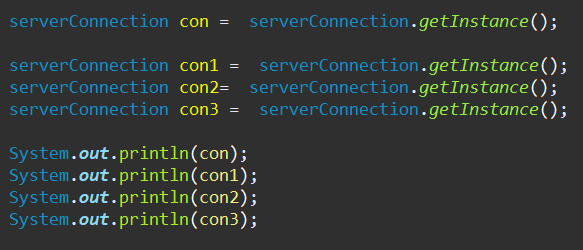 serverConnection con =  serverConnection.getInstance();
serverConnection con1 =  serverConnection.getInstance();
serverConnection con2=  serverConnection.getInstance();
serverConnection con3 =  serverConnection.getInstance();
System.out.println(con);
System.out.println(con1);
System.out.println(con2);
System.out.println(con3);